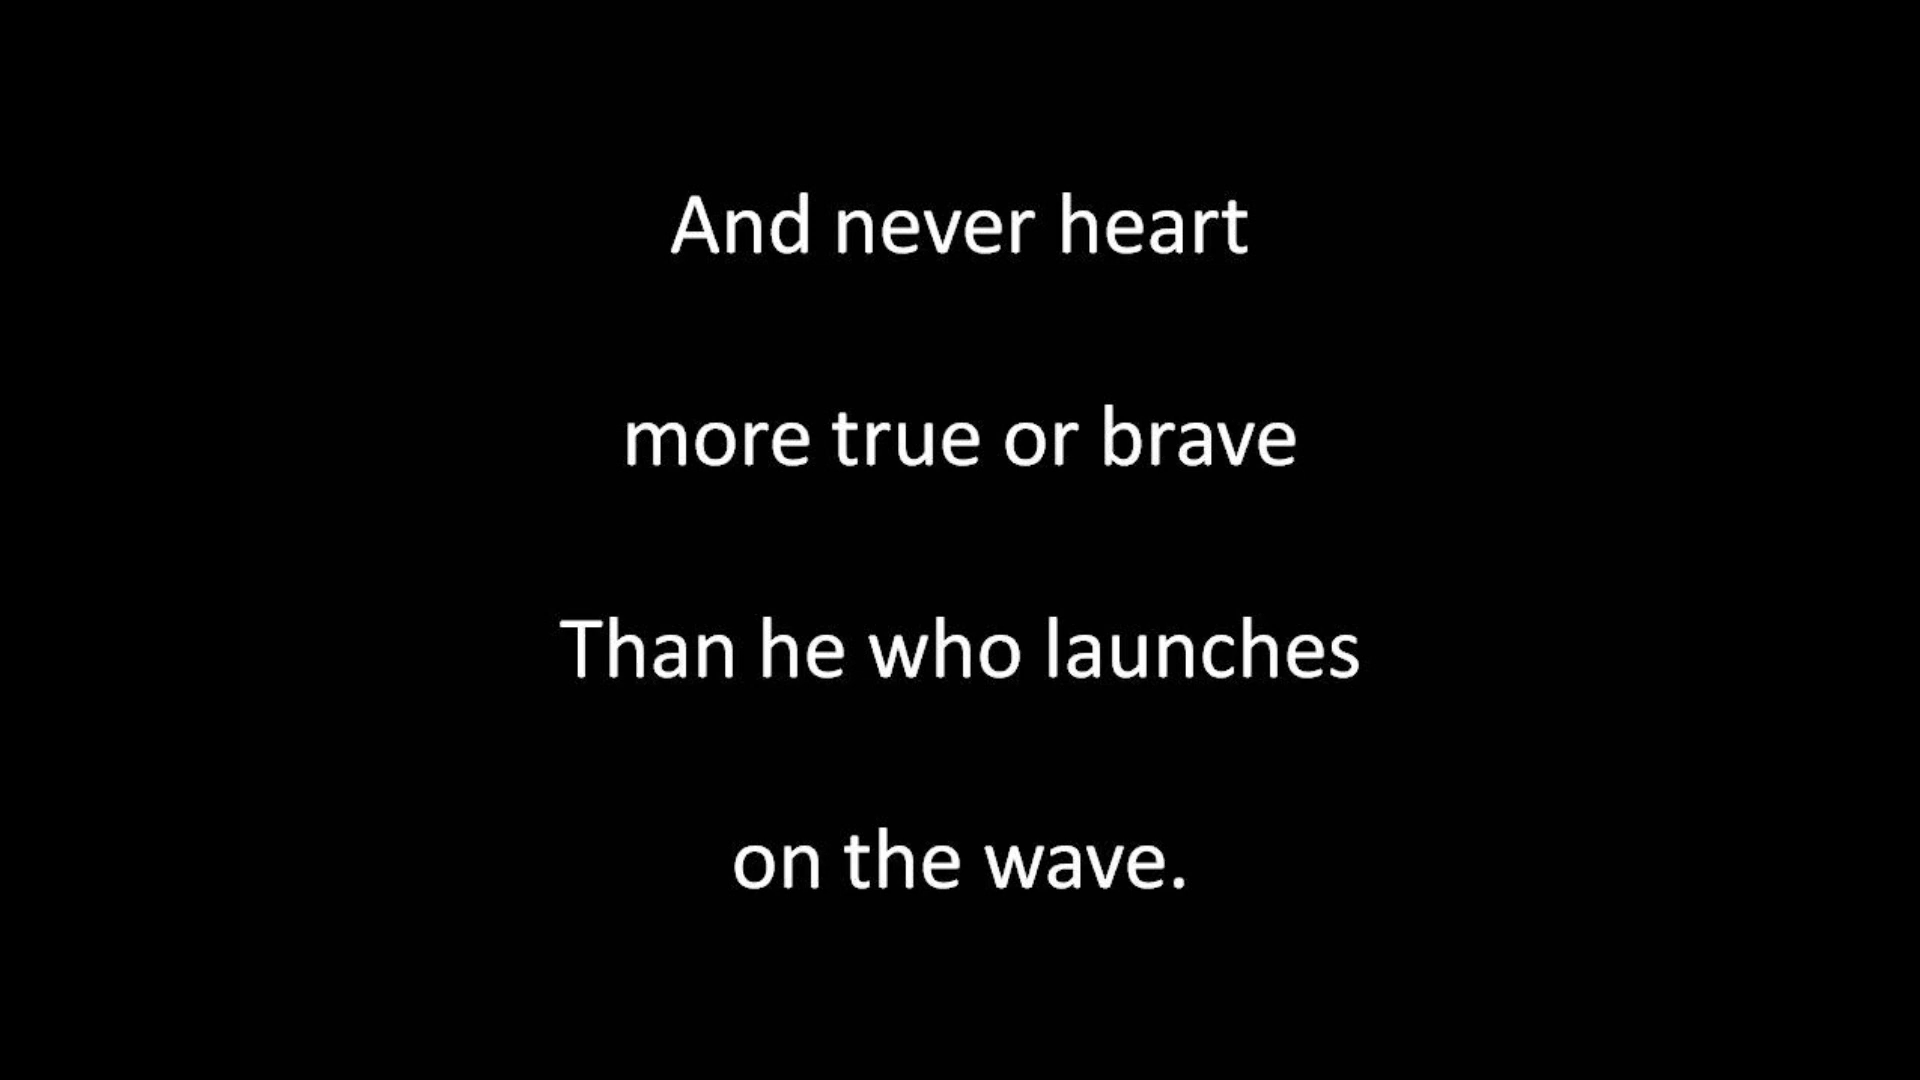 And never heart
more true or brave
Than he who launches
on the wave.